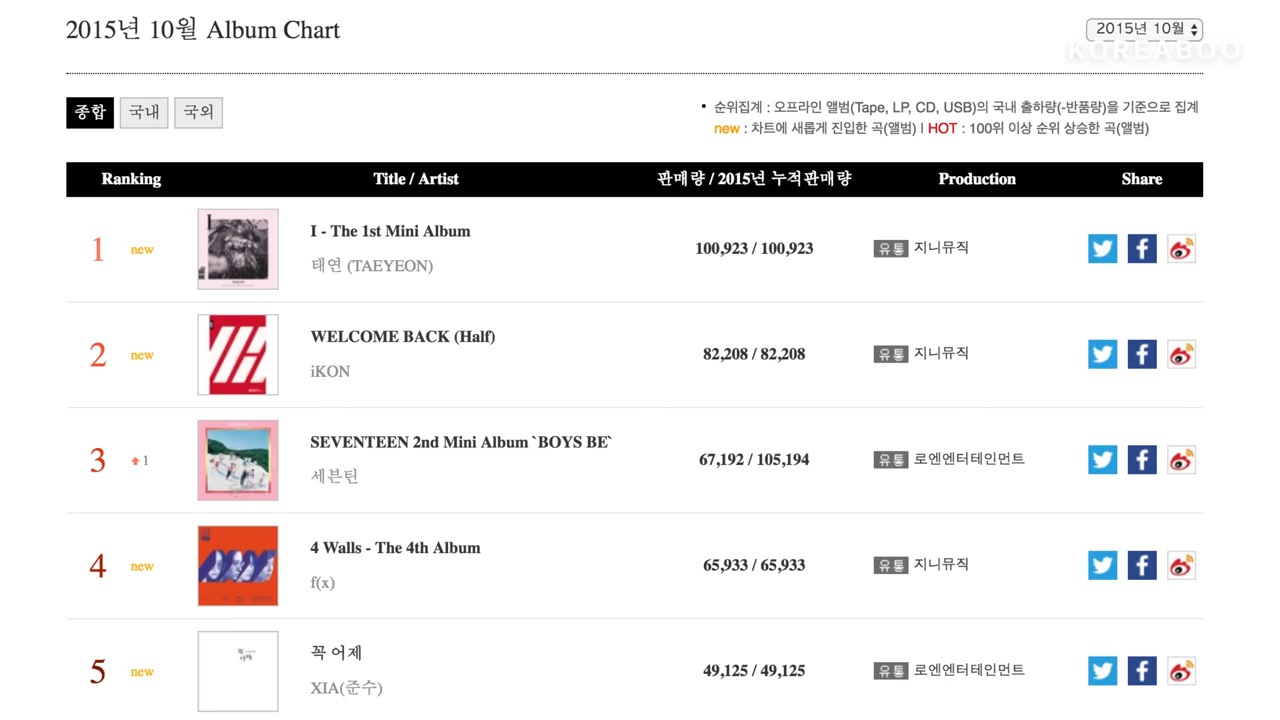 2015년 10월 Album Chart
2015년 10월
KOREABOO
종합 국내 국외
순위집계 : 오프라인 앨범(Tape, LP, CD, USB)의 국내 출하량(-반품량)을 기준으로 집계
new : 차트에 새롭게 진입한 곡(앨범) | HOT : 100위 이상 순위 상승한 곡(앨범)
Ranking Title / Artist 판매량 / 2015년 누적판매량 Production Share
1 new I - The 1st Mini Album 100,923 / 100,923 유통 지니뮤직
태연 (TAEYEON)
2 new WELCOME BACK (Half) 82,208 / 82,208 유통 지니뮤직
iKON
3 1 SEVENTEEN 2nd Mini Album `BOYS BE` 67,192 / 105,194 유통 로엔엔터테인먼트
세븐틴
4 new 4 Walls - The 4th Album 65,933 / 65,933 유통 지니뮤직
f(x)
5 new 꼭 어제 49,125 / 49,125 유통 로엔엔터테인먼트
XIA(준수)